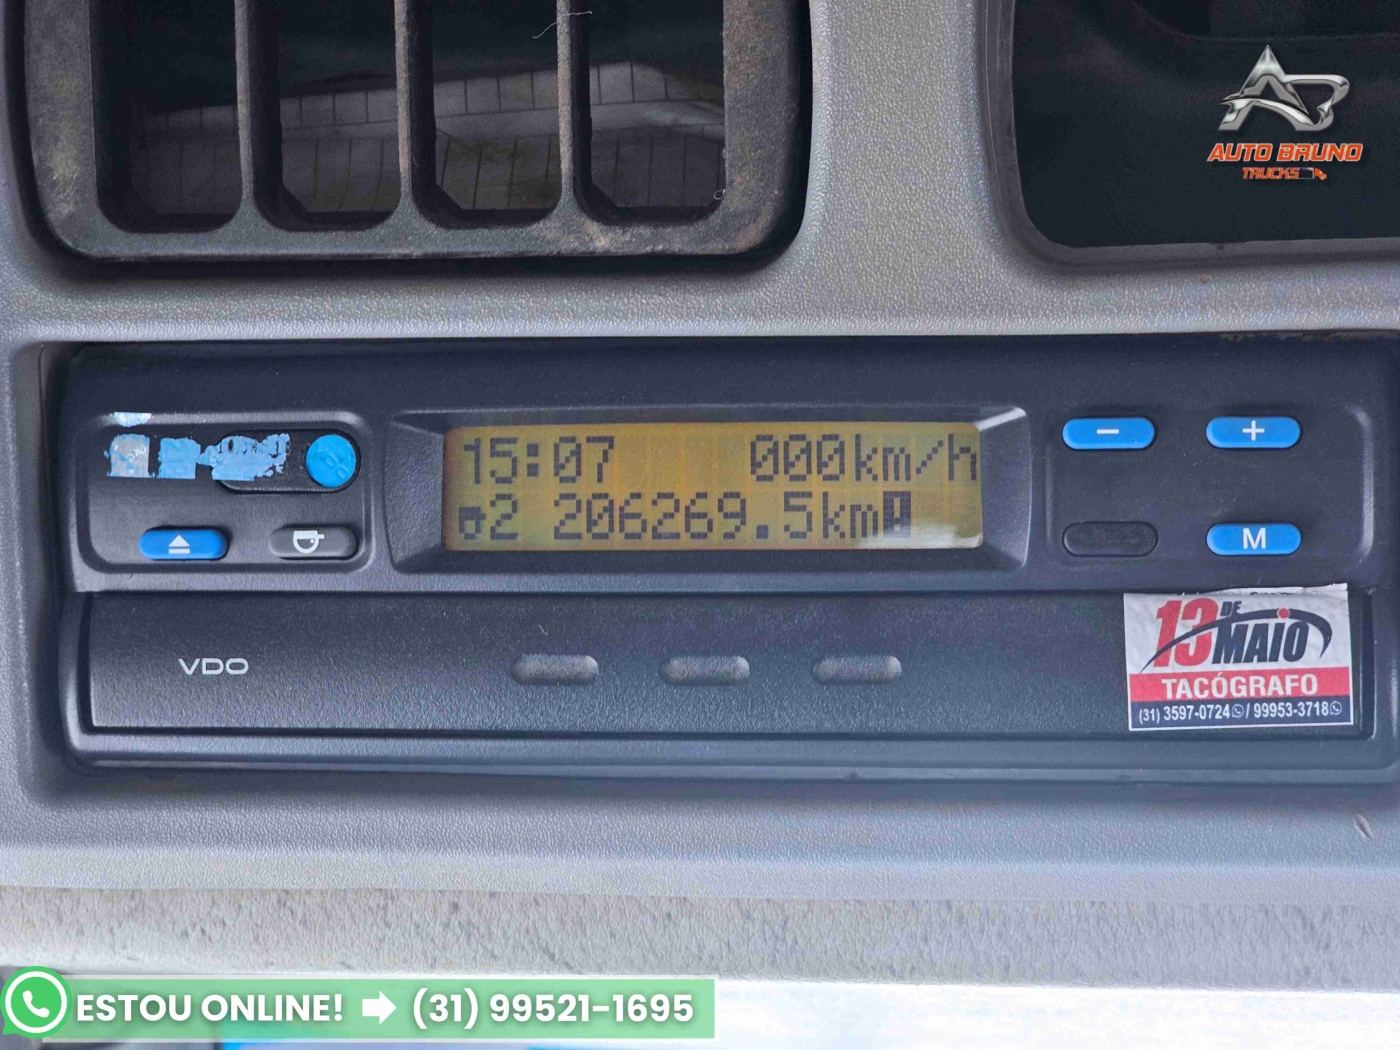 AUTO BRUNO
TRUCKS
15:07 000km/h
2 206269.5km
M
VDO
13 DE MAIO
TACÓGRAFO
(31) 3597-0724 / 99953-3718
ESTOU ONLINE! (31) 99521-1695